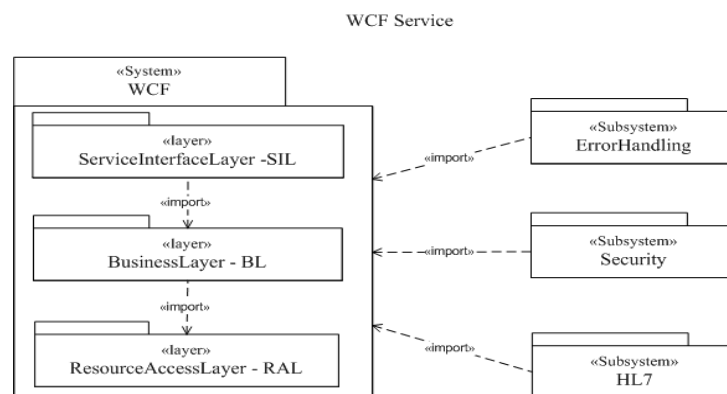 WCF Service
«System»
WCF
«layer»
ServiceInterfaceLayer -SIL
«import»
«layer»
BusinessLayer - BL
«import»
«layer»
ResourceAccessLayer - RAL
«Subsystem»
ErrorHandling
«import»
«Subsystem»
Security
«import»
«Subsystem»
HL7
«import»